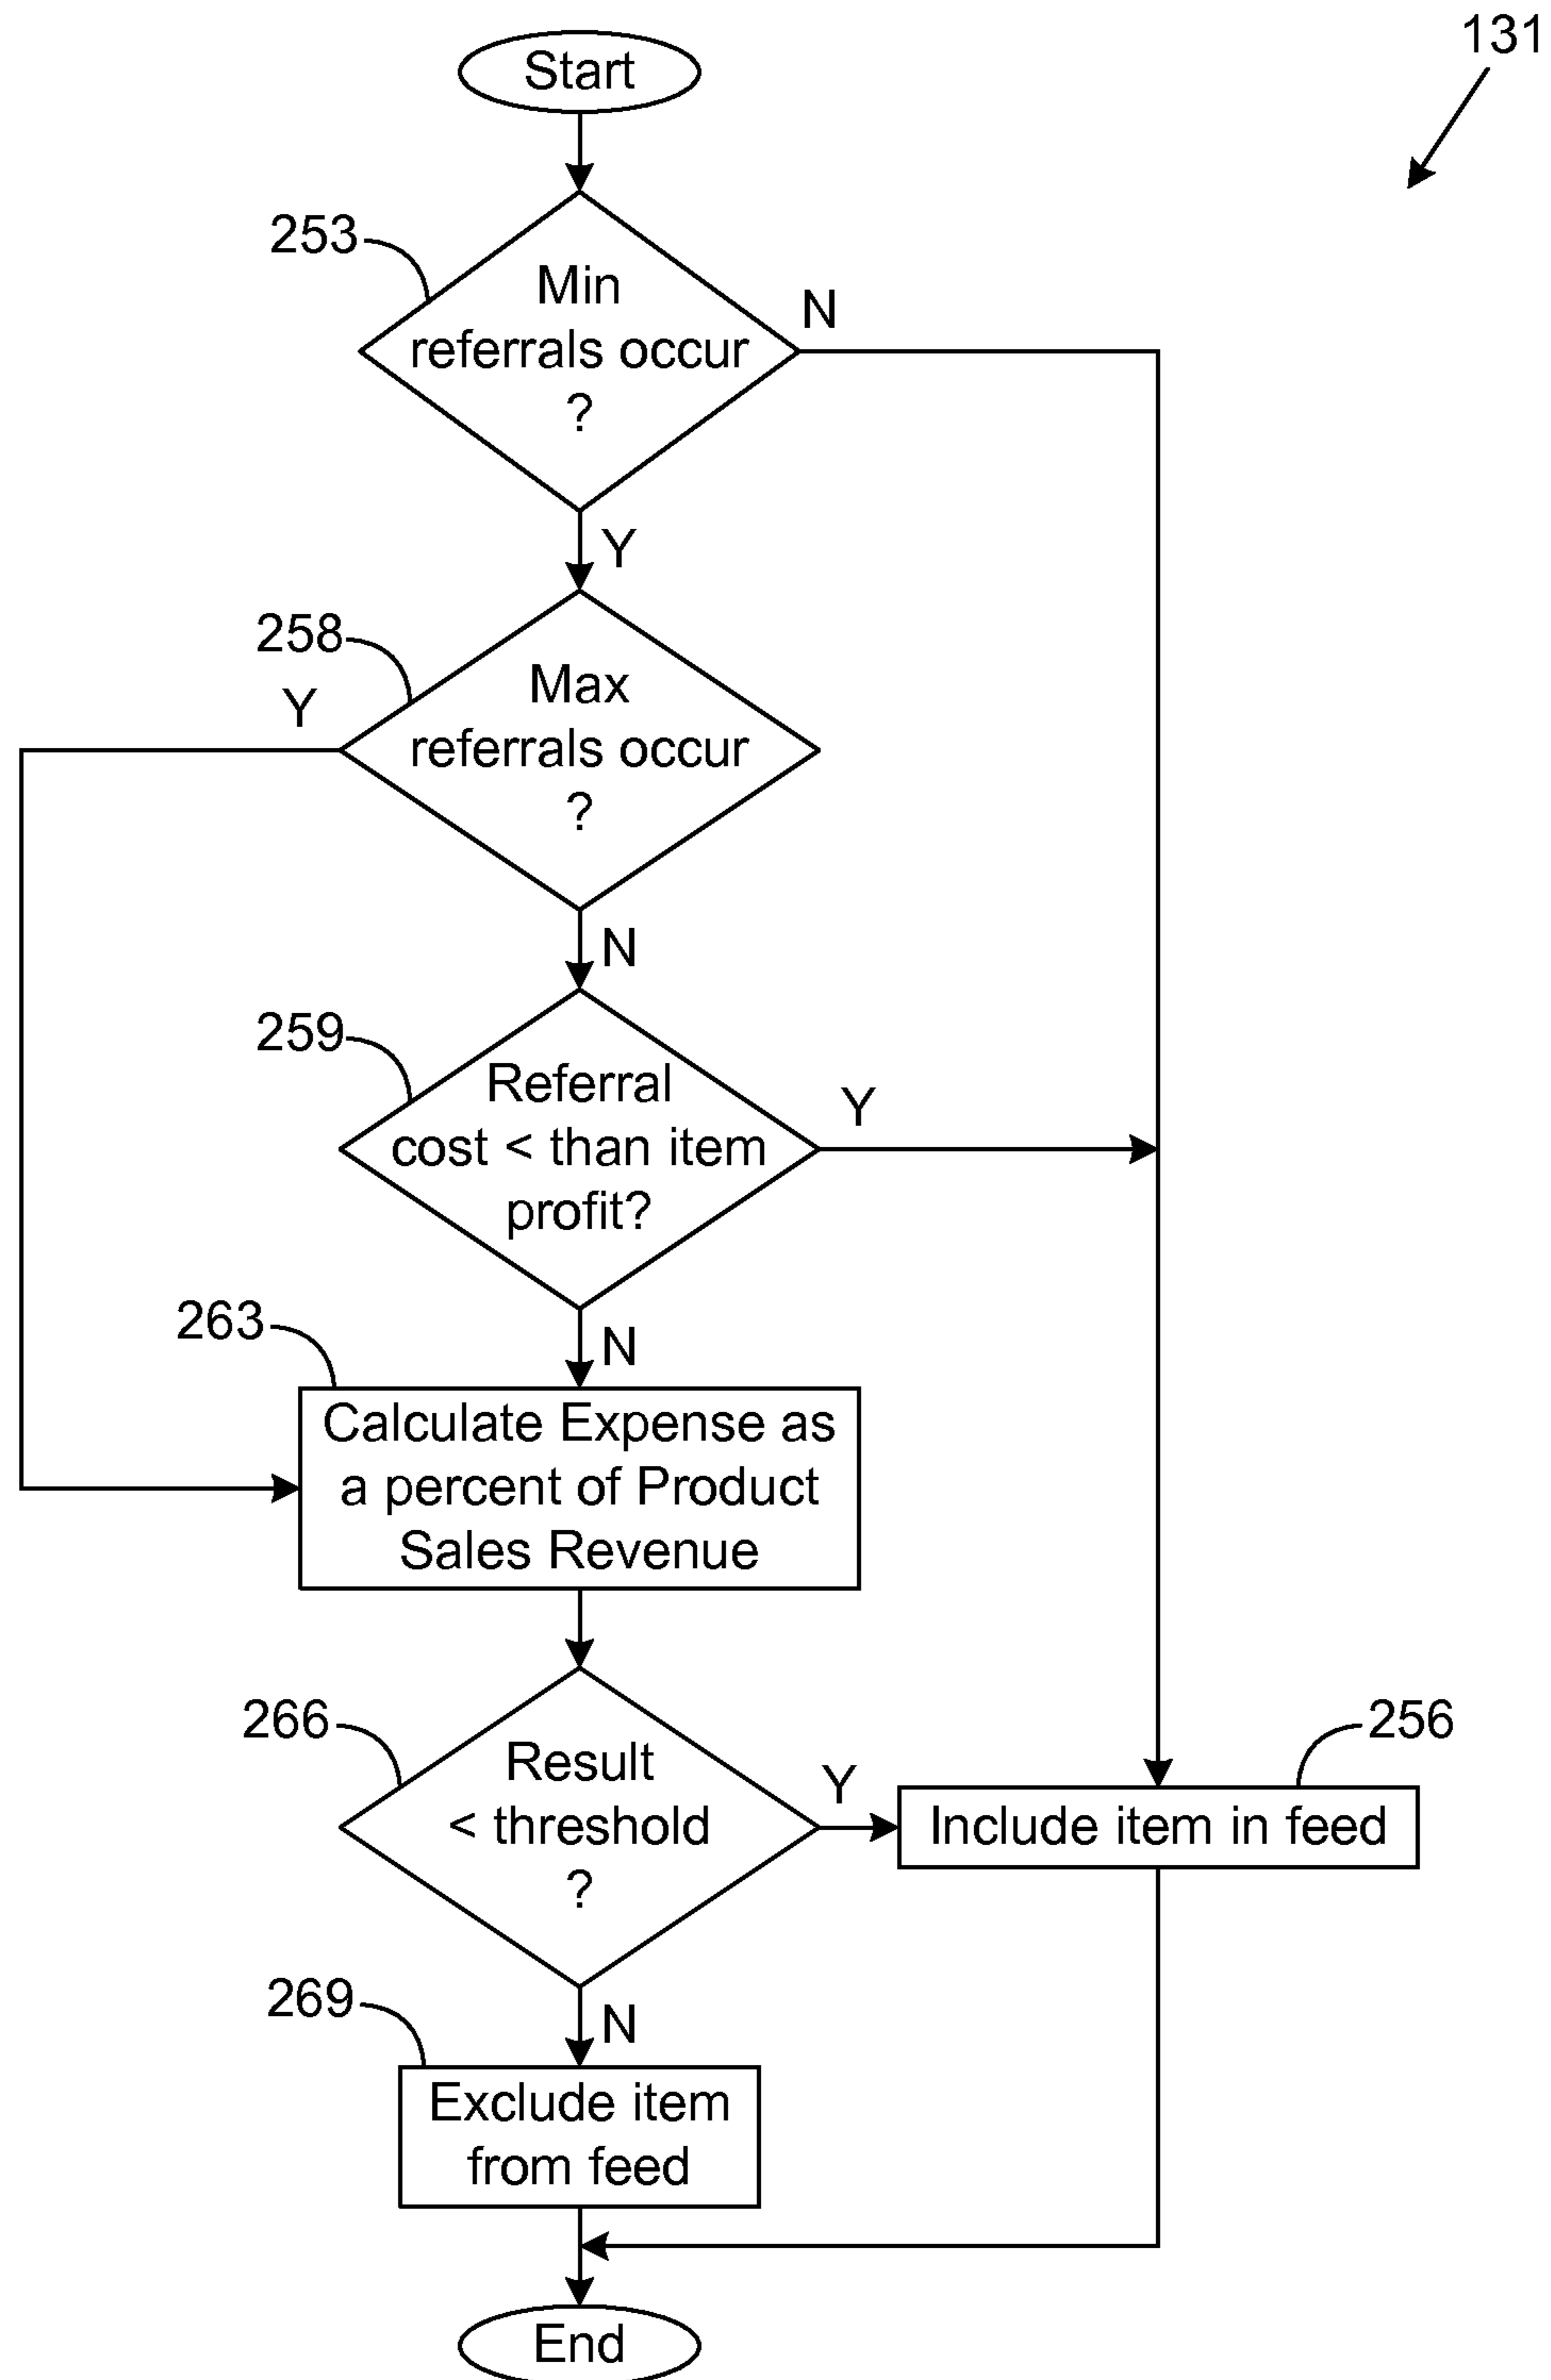 131
Start
253
Min
referrals occur
?
N
Y
258
Y
Max
referrals occur
?
N
259
Referral
cost < than item
profit?
Y
N
263
Calculate Expense as
a percent of Product
Sales Revenue
266
Result
< threshold
?
Y
256
Include item in feed
N
269
Exclude item
from feed
End